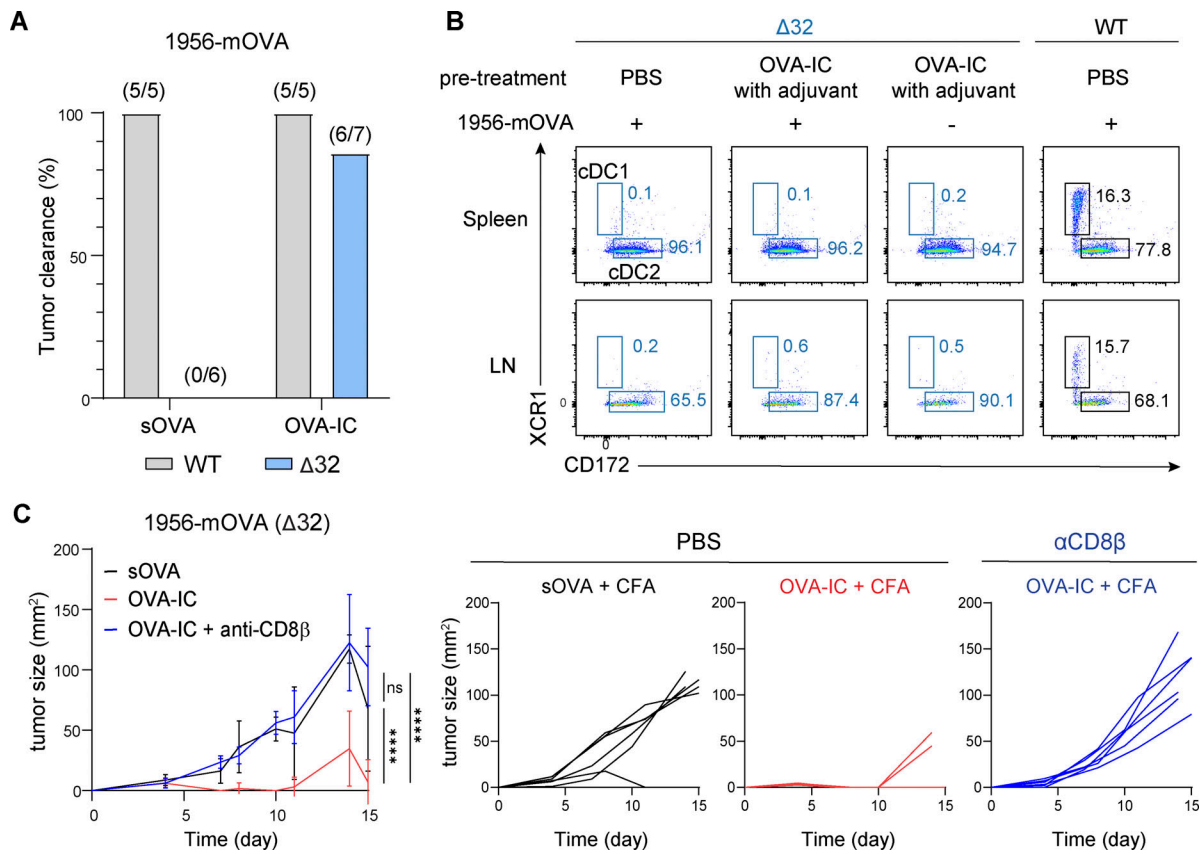 A
1956-mOVA
(5/5)
(5/5)
(6/7)
(0/6)
Tumor clearance (%)
100
50
0
sOVA
OVA-IC
WT
Δ32
B
Δ32
WT
pre-treatment
PBS
OVA-IC
with adjuvant
OVA-IC
with adjuvant
PBS
1956-mOVA
+
+
-
+
Spleen
cDC1
0.1
96.1
cDC2
0.1
96.2
0.2
94.7
16.3
77.8
LN
0.2
65.5
0.6
87.4
0.5
90.1
15.7
68.1
XCR1
0
0
CD172
C
1956-mOVA (Δ32)
tumor size (mm²)
200
150
100
50
0
sOVA
OVA-IC
OVA-IC + anti-CD8β
ns
****
****
0
5
10
15
Time (day)
PBS
αCD8β
sOVA + CFA
OVA-IC + CFA
OVA-IC + CFA
tumor size (mm²)
200
150
100
50
0
0
5
10
15
Time (day)
200
150
100
50
0
0
5
10
15
Time (day)
200
150
100
50
0
0
5
10
15
Time (day)